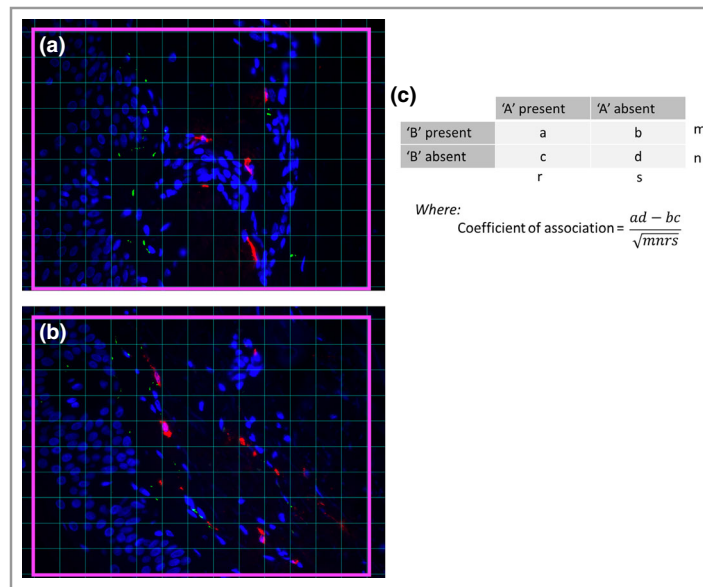 (a)
(c)
‘A’ present ‘A’ absent
‘B’ present a b m
‘B’ absent c d n
r s
Where:
Coefficient of association = ad − bc / √mnrs
(b)